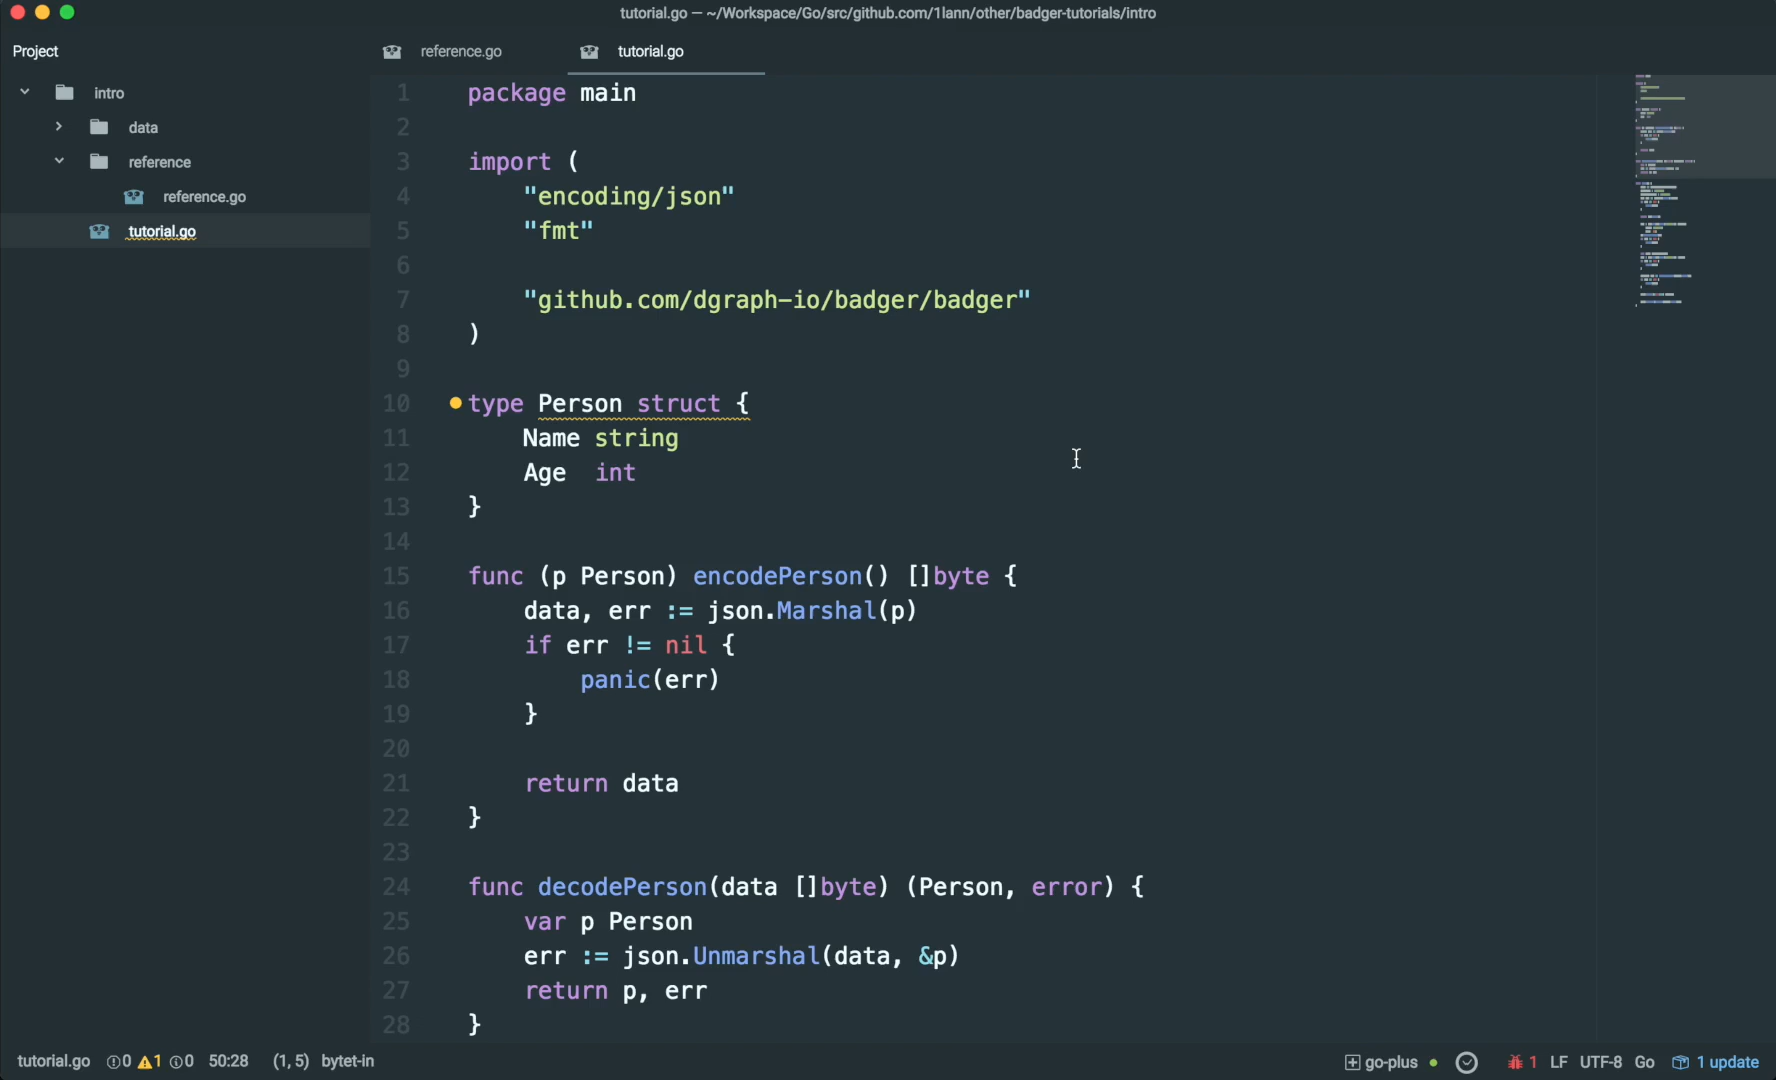 tutorial.go — ~/Workspace/Go/src/github.com/1lann/other/badger-tutorials/intro
Project
intro
data
reference
reference.go
tutorial.go
reference.go
tutorial.go
1 package main
2
3 import (
4 "encoding/json"
5 "fmt"
6
7 "github.com/dgraph-io/badger/badger"
8 )
9
10 type Person struct {
11 Name string
12 Age int
13 }
14
15 func (p Person) encodePerson() []byte {
16 data, err := json.Marshal(p)
17 if err != nil {
18 panic(err)
19 }
20
21 return data
22 }
23
24 func decodePerson(data []byte) (Person, error) {
25 var p Person
26 err := json.Unmarshal(data, &p)
27 return p, err
28 }
tutorial.go 0 1 0 50:28 (1, 5) bytet-in go-plus 1 LF UTF-8 Go 1 update